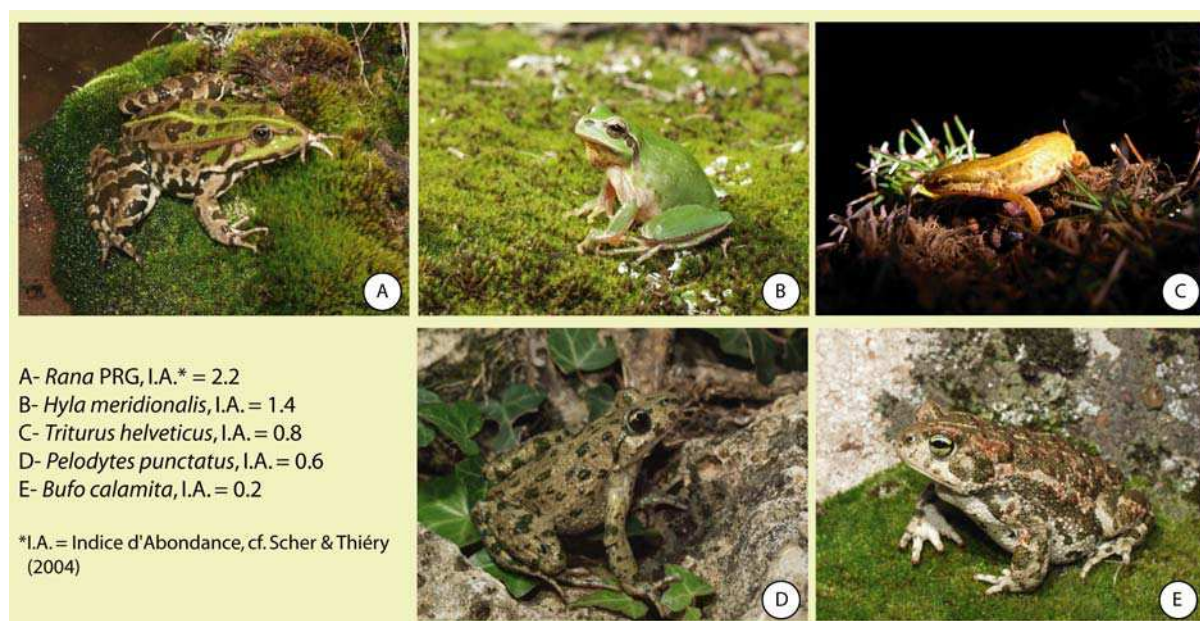 A
B
C
A- Rana PRG, I.A.* = 2.2
B- Hyla meridionalis, I.A. = 1.4
C- Triturus helveticus, I.A. = 0.8
D- Pelodytes punctatus, I.A. = 0.6
E- Bufo calamita, I.A. = 0.2
*I.A. = Indice d'Abondance, cf. Scher & Thiéry
(2004)
D
E